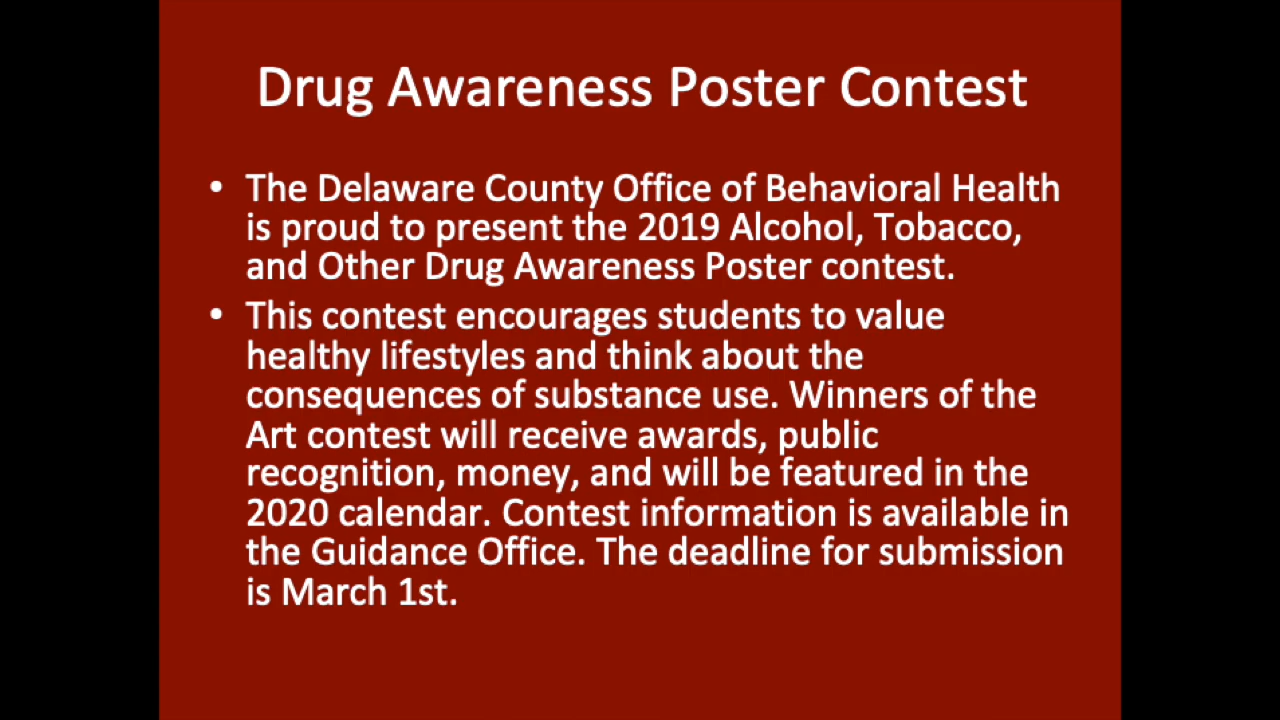 Drug Awareness Poster Contest
• The Delaware County Office of Behavioral Health
is proud to present the 2019 Alcohol, Tobacco,
and Other Drug Awareness Poster contest.
• This contest encourages students to value
healthy lifestyles and think about the
consequences of substance use. Winners of the
Art contest will receive awards, public
recognition, money, and will be featured in the
2020 calendar. Contest information is available in
the Guidance Office. The deadline for submission
is March 1st.